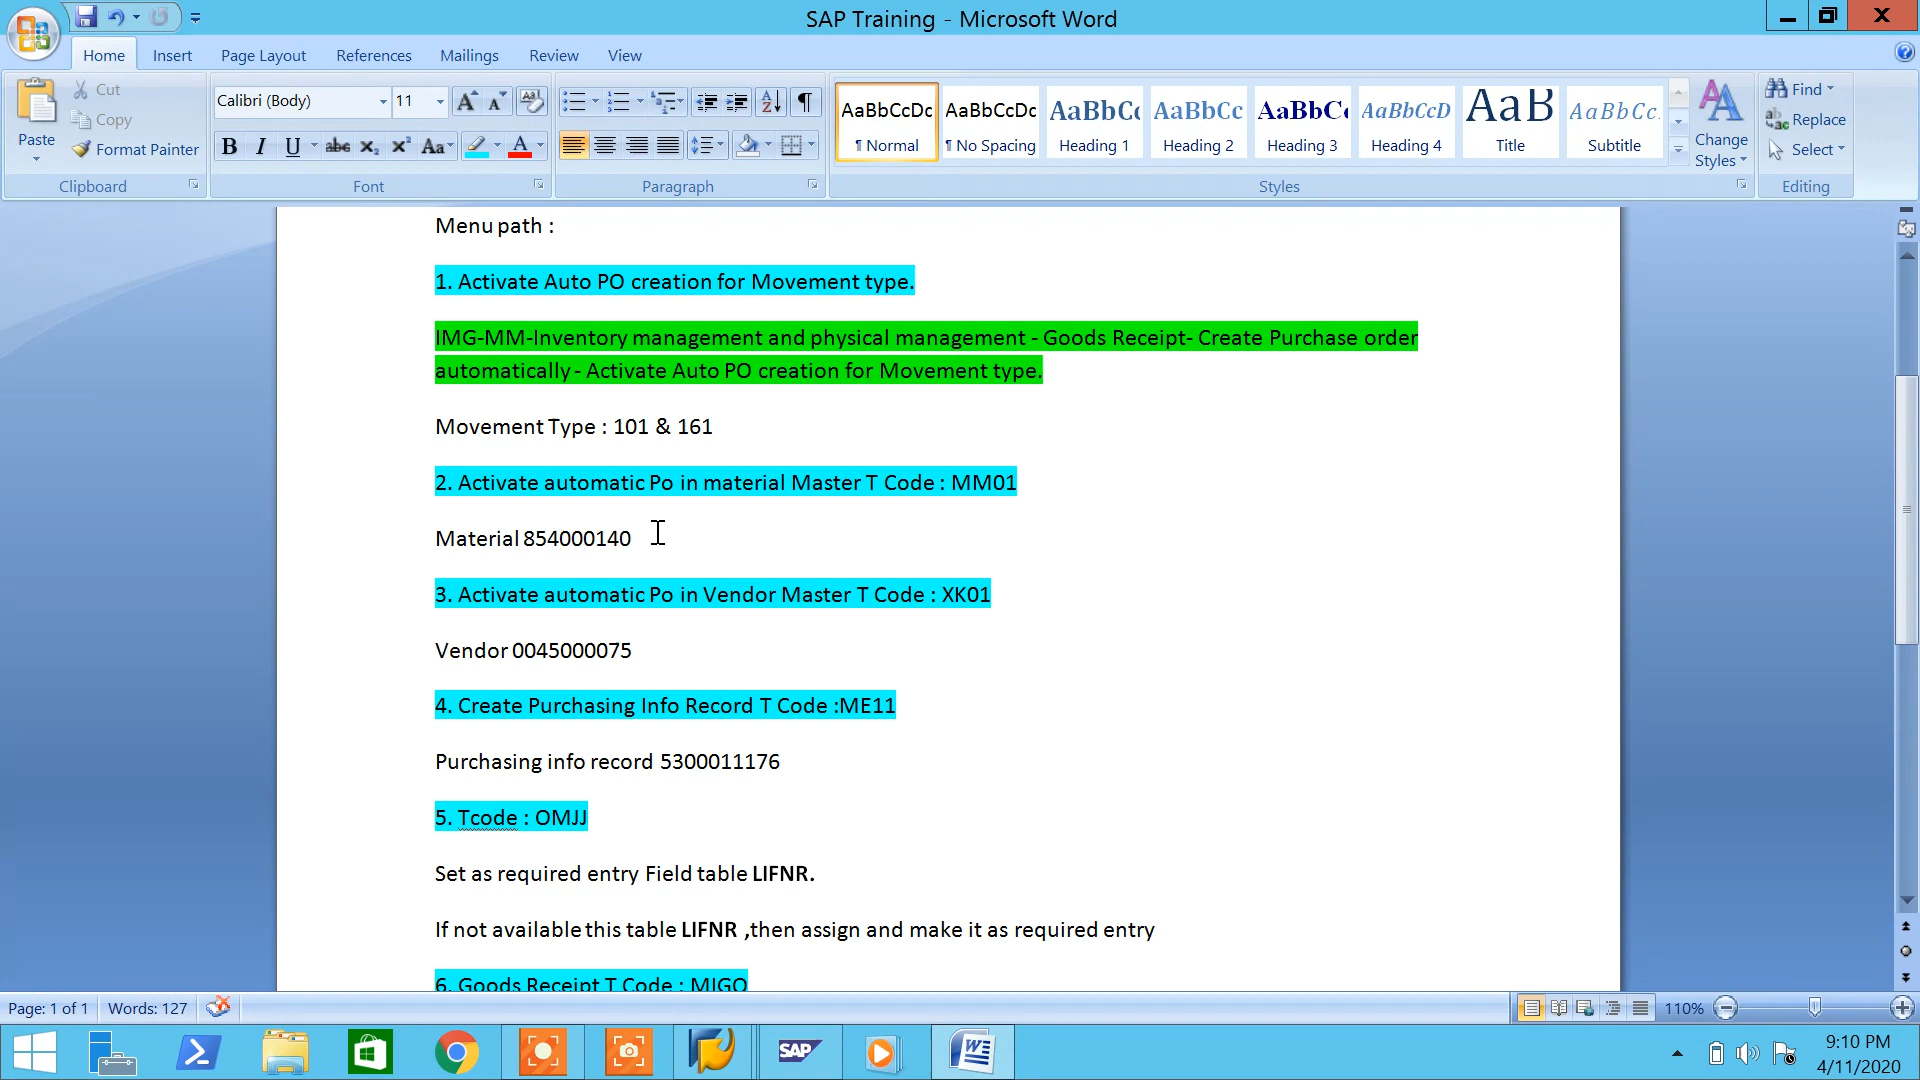 SAP Training - Microsoft Word
Home Insert Page Layout References Mailings Review View
Paste
Cut
Copy
Format Painter
Clipboard
Calibri (Body) 11
B I U abe X₂ X² Aa A
Font
Paragraph
AaBbCcDc AaBbCcDc AaBbCc AaBbCc AaBbCc AaBbCcD AaB AaBbCc.
¶ Normal ¶ No Spacing Heading 1 Heading 2 Heading 3 Heading 4 Title Subtitle
Styles
Change
Styles
Find
Replace
Select
Editing
Menu path :
1. Activate Auto PO creation for Movement type.
IMG-MM-Inventory management and physical management - Goods Receipt- Create Purchase order
automatically - Activate Auto PO creation for Movement type.
Movement Type : 101 & 161
2. Activate automatic Po in material Master T Code : MM01
Material 854000140
3. Activate automatic Po in Vendor Master T Code : XK01
Vendor 0045000075
4. Create Purchasing Info Record T Code :ME11
Purchasing info record 5300011176
5. Tcode : OMJJ
Set as required entry Field table LIFNR.
If not available this table LIFNR ,then assign and make it as required entry
6. Goods Receipt T Code : MIGO
Page: 1 of 1 Words: 127
110%
SAP
9:10 PM
4/11/2020